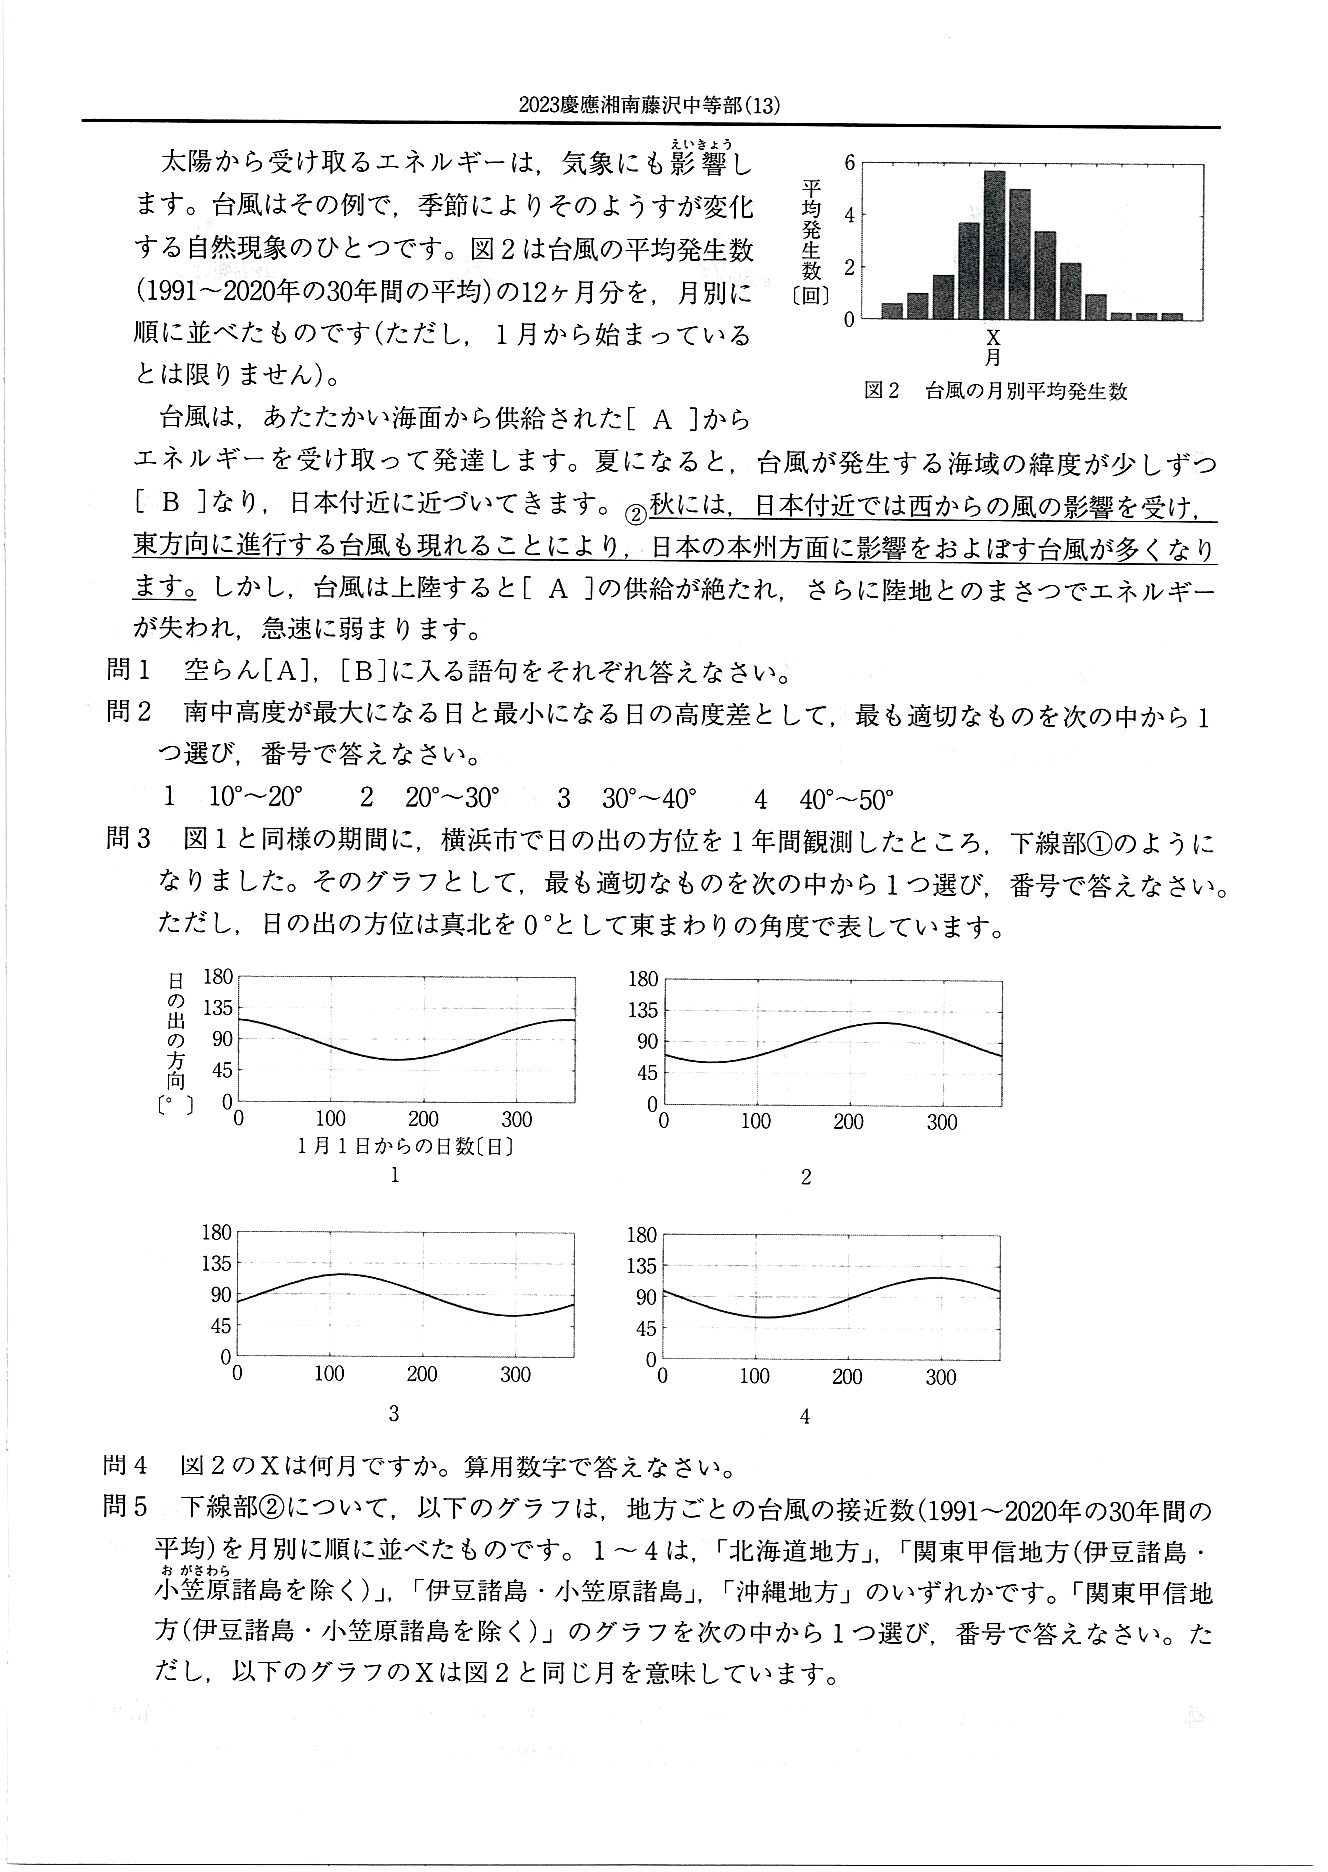 2023慶應湘南藤沢中等部(13)
太陽から受け取るエネルギーは，気象にも影響し
えいきょう
ます。台風はその例で，季節によりそのようすが変化
する自然現象のひとつです。図2は台風の平均発生数
(1991～2020年の30年間の平均)の12ヶ月分を，月別に
順に並べたものです(ただし，1月から始まっている
とは限りません)。
平均発生数〔回〕
6
4
2
0
X月
図2 台風の月別平均発生数
台風は，あたたかい海面から供給された[ A ]から
エネルギーを受け取って発達します。夏になると，台風が発生する海域の緯度が少しずつ
[ B ]なり，日本付近に近づいてきます。②秋には，日本付近では西からの風の影響を受け，
東方向に進行する台風も現れることにより，日本の本州方面に影響をおよぼす台風が多くなり
ます。しかし，台風は上陸すると[ A ]の供給が絶たれ，さらに陸地とのまさつでエネルギー
が失われ，急速に弱まります。
問1 空らん[A]，[B]に入る語句をそれぞれ答えなさい。
問2 南中高度が最大になる日と最小になる日の高度差として，最も適切なものを次の中から1
つ選び，番号で答えなさい。
1 10°～20° 2 20°～30° 3 30°～40° 4 40°～50°
問3 図1と同様の期間に，横浜市で日の出の方位を1年間観測したところ，下線部①のように
なりました。そのグラフとして，最も適切なものを次の中から1つ選び，番号で答えなさい。
ただし，日の出の方位は真北を0°として東まわりの角度で表しています。
日の出の方向〔°〕
180
135
90
45
0
0 100 200 300
1月1日からの日数〔日〕
1
180
135
90
45
0
0 100 200 300
2
180
135
90
45
0
0 100 200 300
3
180
135
90
45
0
0 100 200 300
4
問4 図2のXは何月ですか。算用数字で答えなさい。
問5 下線部②について，以下のグラフは，地方ごとの台風の接近数(1991～2020年の30年間の
平均)を月別に順に並べたものです。1～4は，「北海道地方」，「関東甲信地方(伊豆諸島・
おがさわら
小笠原諸島を除く)」，「伊豆諸島・小笠原諸島」，「沖縄地方」のいずれかです。「関東甲信地
方(伊豆諸島・小笠原諸島を除く)」のグラフを次の中から1つ選び，番号で答えなさい。た
だし，以下のグラフのXは図2と同じ月を意味しています。